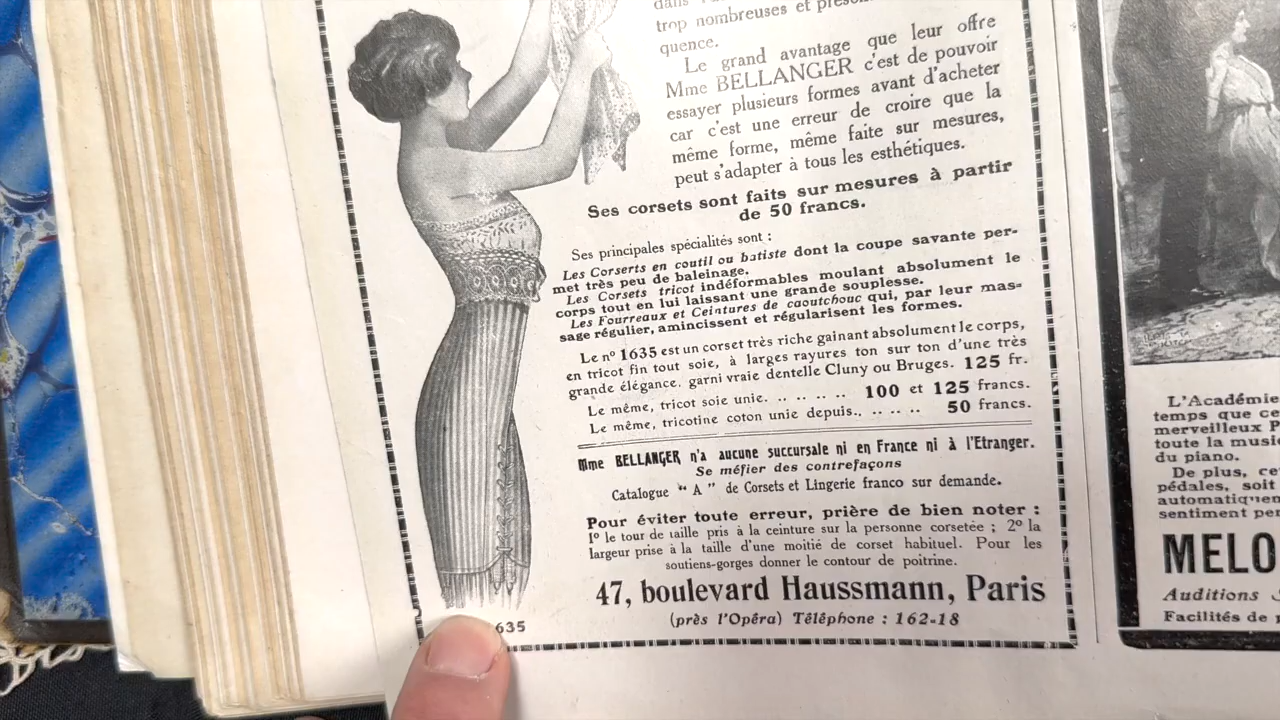 dans
trop nombreuses et
quence.
Le grand avantage que leur offre
Mme BELLANGER c'est de pouvoir
essayer plusieurs formes avant d'acheter
car c'est une erreur de croire que la
même forme, même faite sur mesures,
peut s'adapter à tous les esthétiques.
Ses corsets sont faits sur mesures à partir
de 50 francs.
Ses principales spécialités sont :
Les Corserts en coutil ou batiste dont la coupe savante per-
met très peu de baleinage.
Les Corsets tricot indéformables moulant absolument le
corps tout en lui laissant une grande souplesse.
Les Fourreaux et Ceintures de caoutchouc qui, par leur mas-
sage régulier, amincissent et régularisent les formes.
Le nº 1635 est un corset très riche gainant absolument le corps,
en tricot fin tout soie, à larges rayures ton sur ton d'une très
grande élégance. garni vraie dentelle Cluny ou Bruges. 125 fr.
Le même, tricot soie unie. .. .. .. .. 100 et 125 francs.
Le même, tricotine coton unie depuis.. .. .. .. 50 francs.
Mme BELLANGER n'a aucune succursale ni en France ni à l'Etranger.
Se méfier des contrefaçons
Catalogue "A" de Corsets et Lingerie franco sur demande.
Pour éviter toute erreur, prière de bien noter :
1º le tour de taille pris à la ceinture sur la personne corsetée ; 2º la
largeur prise à la taille d'une moitié de corset habituel. Pour les
soutiens-gorges donner le contour de poitrine.
47, boulevard Haussmann, Paris
(près l'Opéra) Téléphone : 162-18
635
L'Académie
temps que ce
merveilleux P
toute la musi
du piano.
De plus, ce
pédales, soit
automatiquem
sentiment per
MELO
Auditions
Facilités de